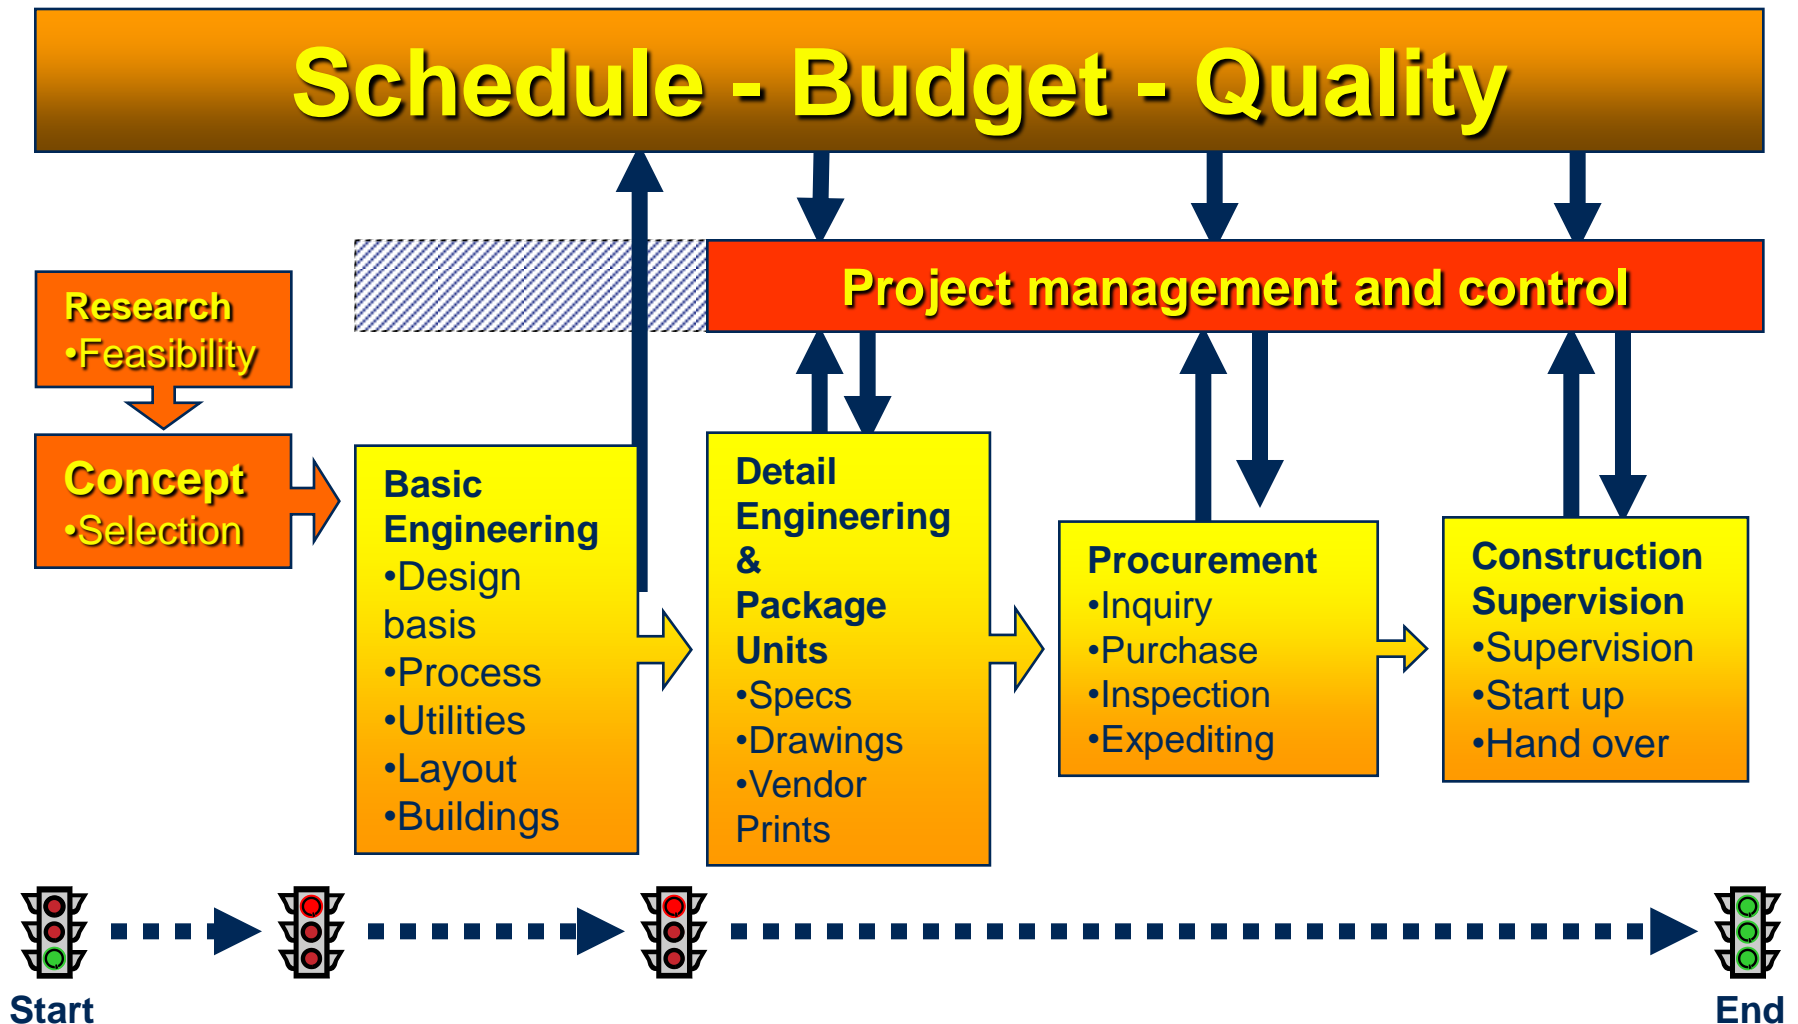 Schedule - Budget - Quality
Project management and control
Research
•Feasibility
Concept
•Selection
Basic
Engineering
•Design
basis
•Process
•Utilities
•Layout
•Buildings
Detail
Engineering
&
Package
Units
•Specs
•Drawings
•Vendor
Prints
Procurement
•Inquiry
•Purchase
•Inspection
•Expediting
Construction
Supervision
•Supervision
•Start up
•Hand over
Start
End